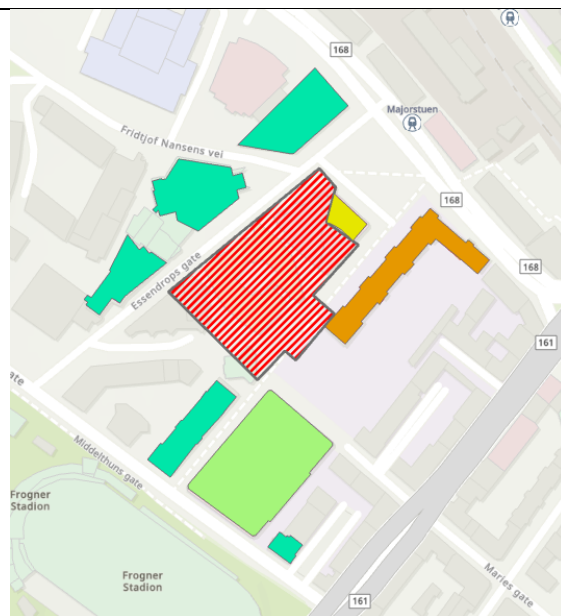 168
Majorstuen
Fridtjof Nansens vei
168
168
Essendrops gate
161
ate
Middelthuns gate
Frogner
Stadion
Frogner
Stadion
Maries gate
161